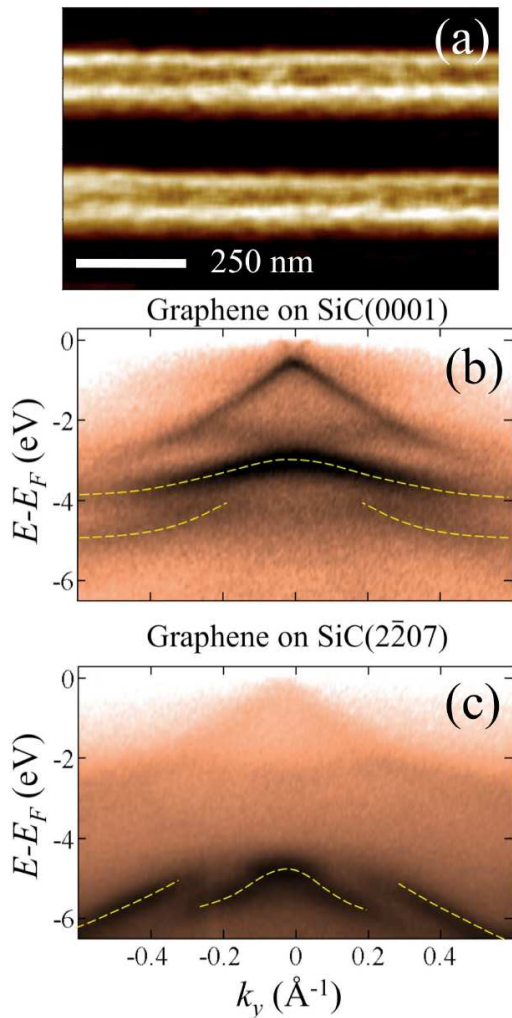 (a)
250 nm
Graphene on SiC(0001)
(b)
0
-2
-4
-6
E-E_F (eV)
Graphene on SiC(22̄07)
(c)
0
-2
-4
-6
E-E_F (eV)
-0.4 -0.2 0 0.2 0.4
k_y (Å⁻¹)